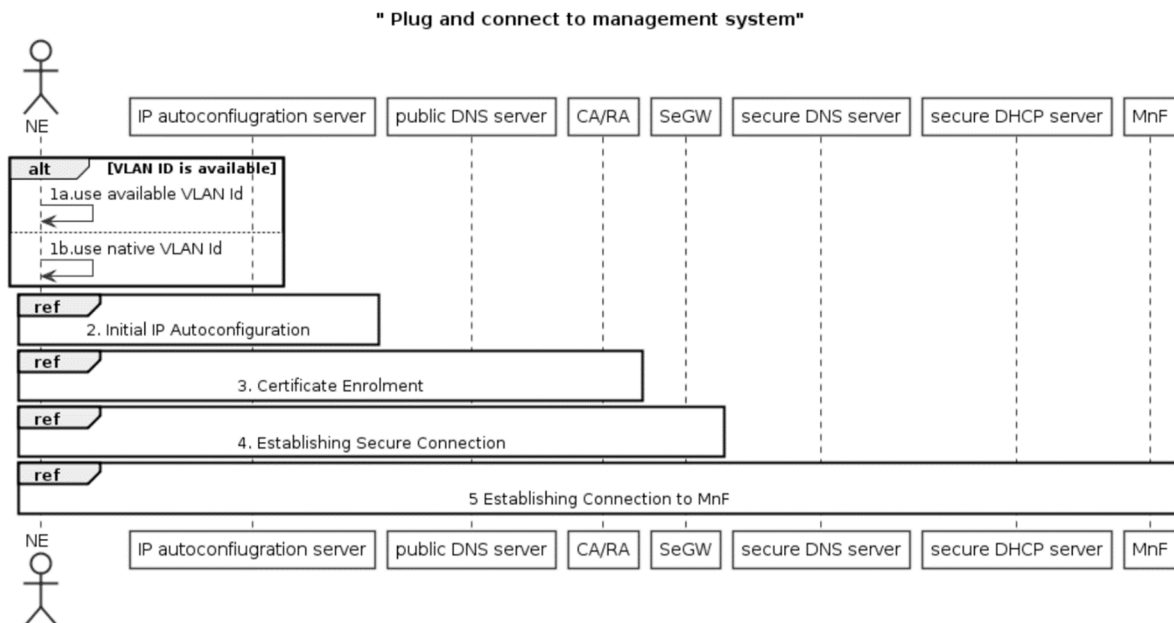 " Plug and connect to management system"
NE
IP autoconfiugration server
public DNS server
CA/RA
SeGW
secure DNS server
secure DHCP server
MnF
alt
[VLAN ID is available]
1a.use available VLAN Id
1b.use native VLAN Id
ref
2. Initial IP Autoconfiguration
ref
3. Certificate Enrolment
ref
4. Establishing Secure Connection
ref
5 Establishing Connection to MnF
NE
IP autoconfiugration server
public DNS server
CA/RA
SeGW
secure DNS server
secure DHCP server
MnF